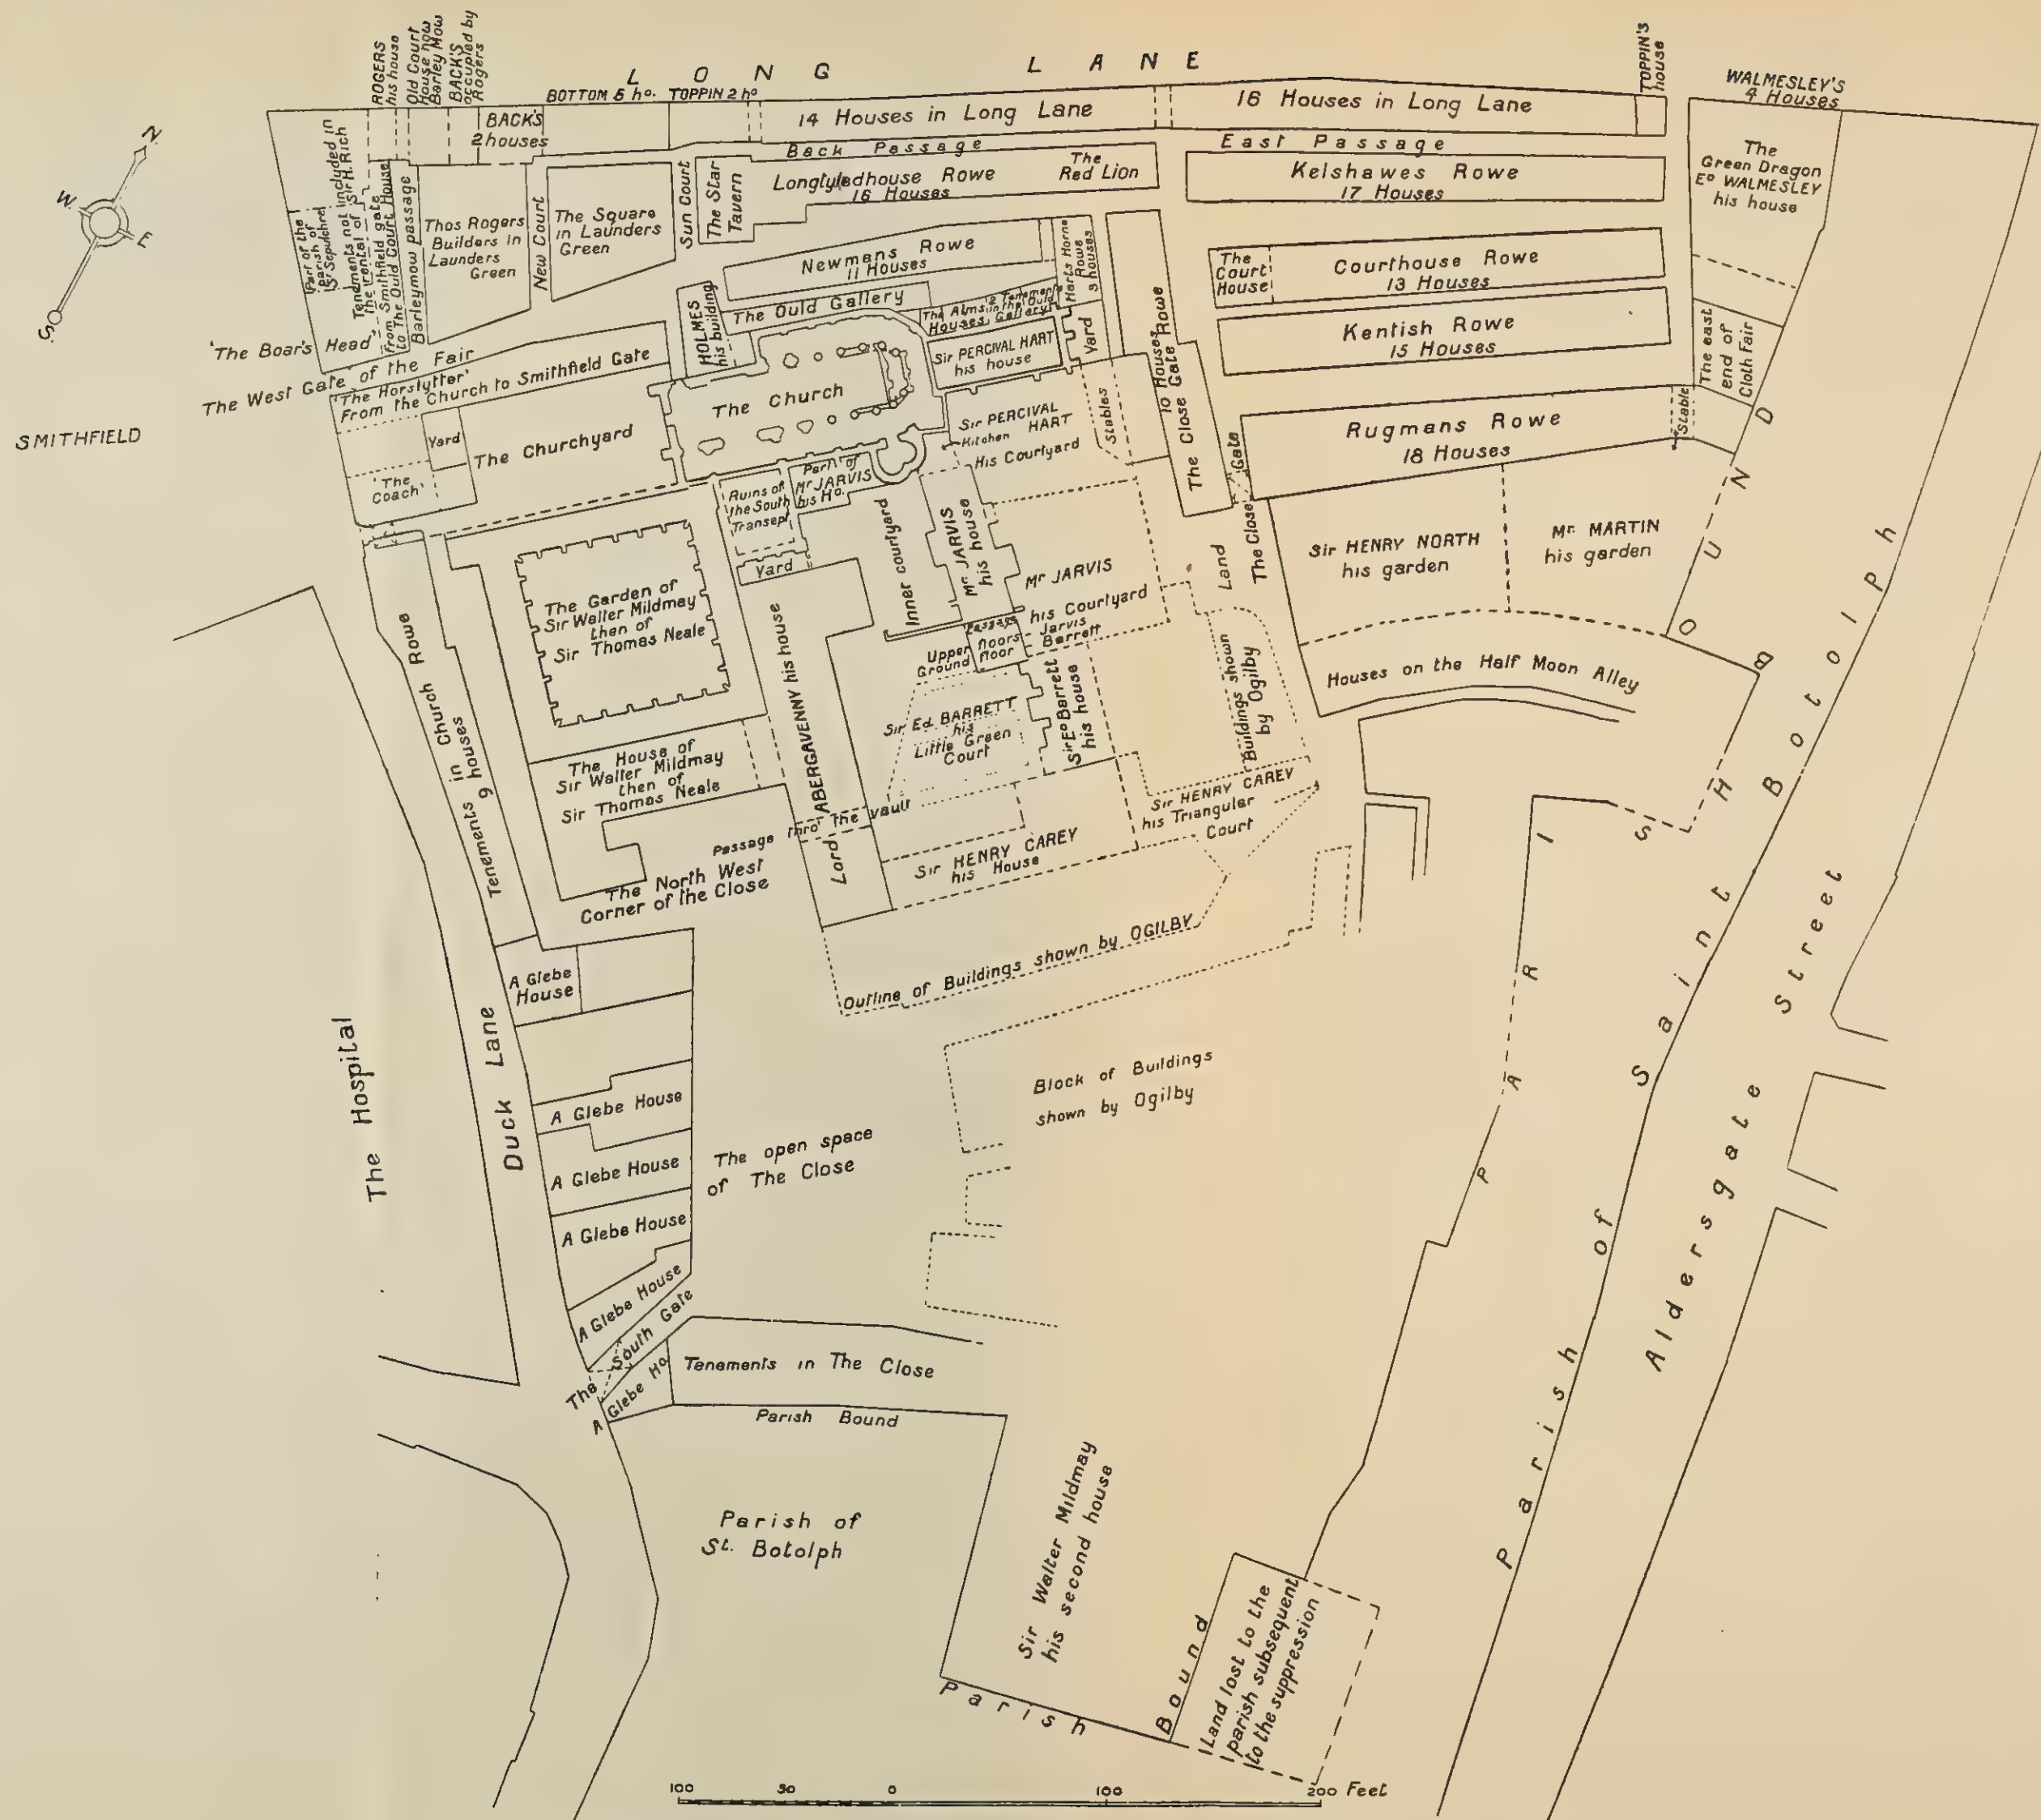 LONG LANE
ROGERS
his house
Old Court
House now
Barley Mow
BACK'S
occupied by
Rogers
BOTTOM 5 ho.
TOPPIN 2 ho
TOPPIN'S
house
WALMESLEY'S
4 Houses
BACK'S
2 houses
14 Houses in Long Lane
16 Houses in Long Lane
Back Passage
East Passage
N.
W.
E
S.
Part of the
parish of
St Sepulchre
Tenements not included in
the rental of Sir H. Rich
from Smithfield gate
to The Ould Court House
Barleymow passage
Thos Rogers
Builders in
Launders
Green
New Court
The Square
in Launders
Green
Sun Court
The Star
Tavern
Longtyledhouse Rowe
16 Houses
The
Red Lion
Kelshawes Rowe
17 Houses
The
Green Dragon
Ed WALMESLEY
his house
Newmans Rowe
11 Houses
Harts Horne
Rowe
3 houses
The
Court
House
Courthouse Rowe
13 Houses
Kentish Rowe
15 Houses
The east
end of
Cloth Fair
HOLMES
his building
The Ould Gallery
The Alms
Houses
2 Tenements
in the Ould
Gallery
Sir PERCIVAL HART
his house
Yard
10 Houses
The Close Gate Rowe
'The Boar's Head'
The West Gate of the Fair
'The Horslytter'
From the Church to Smithfield Gate
SMITHFIELD
Yard
The Churchyard
'The
Coach'
The Church
Sir PERCIVAL
Kitchen HART
His Courtyard
Stables
Rugmans Rowe
18 Houses
Stable
The Close Gate
Ruins of
the South
Transept
Part of
Mr JARVIS
his Ho.
Yard
Inner courtyard
Mr. JARVIS
his house
Mr JARVIS
his Courtyard
Land
Sir HENRY NORTH
his garden
Mr. MARTIN
his garden
The Garden of
Sir Walter Mildmay
then of
Sir Thomas Neale
Passage
Upper floors Jarvis
Ground floor Barrett
Buildings shown
by Ogilby
Houses on the Half Moon Alley
Church Rowe
Tenements in
9 houses
Lord ABERGAVENNY his house
Sir Ed. BARRETT
his
Little Green
Court
Sir Ed Barrett
his house
The House of
Sir Walter Mildmay
then of
Sir Thomas Neale
Passage thro' the vault
Sir HENRY CAREY
his House
Sir HENRY CAREY
his Triangular
Court
The North West
Corner of the Close
Outline of Buildings shown by OGILBY
A Glebe
House
The Hospital
DUCK LANE
A Glebe House
A Glebe House
A Glebe House
A Glebe House
The open space
of The Close
Block of Buildings
shown by Ogilby
The South Gate
A Glebe Ho.
Tenements in The Close
Parish Bound
Parish of
St. Botolph
Sir Walter Mildmay
his second house
Parish Bound
Land lost to the
parish subsequent
to the suppression
PARISH BOUND
Parish of Saint Botolph
Aldersgate Street
100 50 0 100 200 Feet